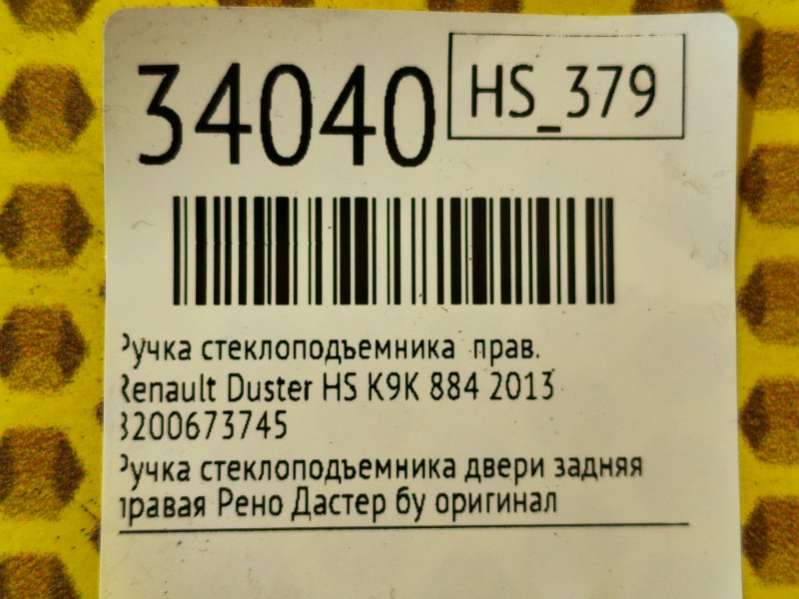 34040
HS_379
Ручка стеклоподъемника прав.
Renault Duster HS K9K 884 2013
8200673745
Ручка стеклоподъемника двери задняя
правая Рено Дастер бу оригинал